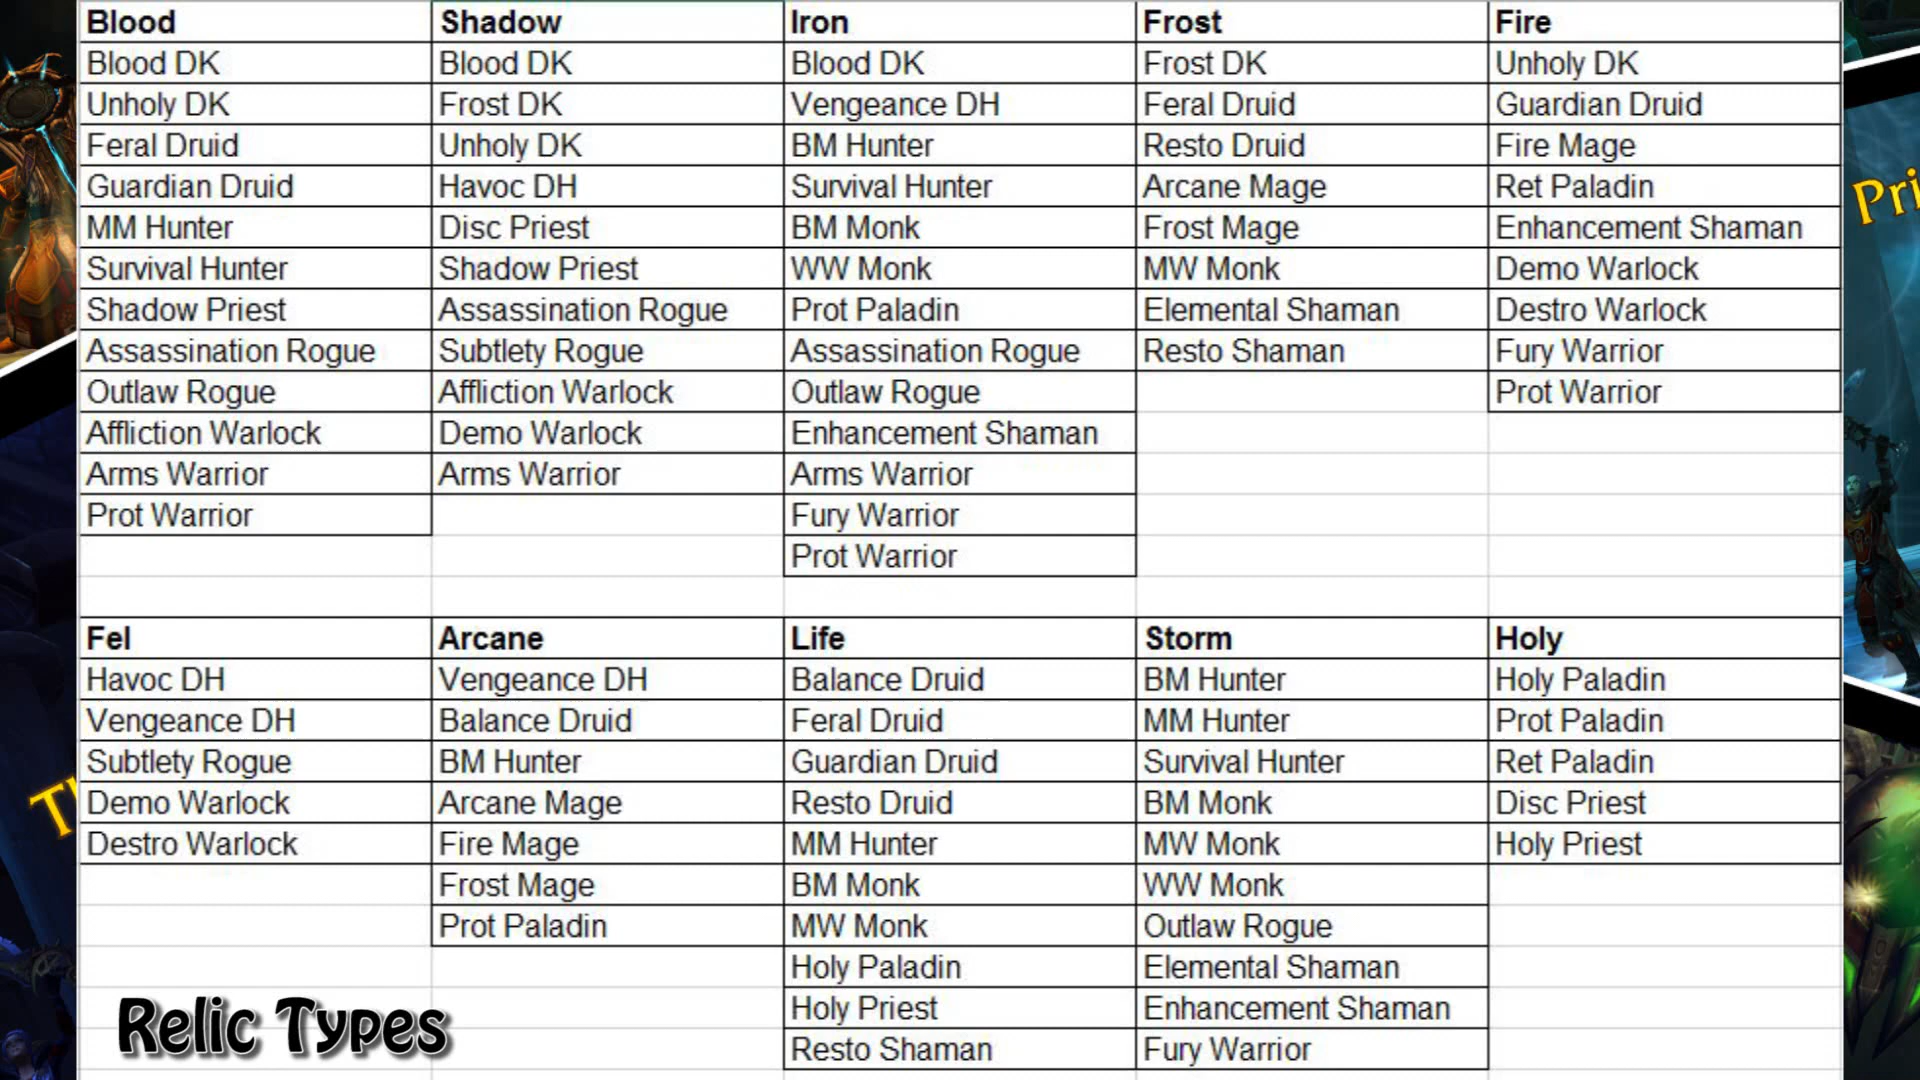 Blood Shadow Iron Frost Fire
Blood DK Blood DK Blood DK Frost DK Unholy DK
Unholy DK Frost DK Vengeance DH Feral Druid Guardian Druid
Feral Druid Unholy DK BM Hunter Resto Druid Fire Mage
Guardian Druid Havoc DH Survival Hunter Arcane Mage Ret Paladin
MM Hunter Disc Priest BM Monk Frost Mage Enhancement Shaman
Survival Hunter Shadow Priest WW Monk MW Monk Demo Warlock
Shadow Priest Assassination Rogue Prot Paladin Elemental Shaman Destro Warlock
Assassination Rogue Subtlety Rogue Assassination Rogue Resto Shaman Fury Warrior
Outlaw Rogue Affliction Warlock Outlaw Rogue Prot Warrior
Affliction Warlock Demo Warlock Enhancement Shaman
Arms Warrior Arms Warrior Arms Warrior
Prot Warrior Fury Warrior
Prot Warrior
Fel Arcane Life Storm Holy
Havoc DH Vengeance DH Balance Druid BM Hunter Holy Paladin
Vengeance DH Balance Druid Feral Druid MM Hunter Prot Paladin
Subtlety Rogue BM Hunter Guardian Druid Survival Hunter Ret Paladin
Demo Warlock Arcane Mage Resto Druid BM Monk Disc Priest
Destro Warlock Fire Mage MM Hunter MW Monk Holy Priest
Frost Mage BM Monk WW Monk
Prot Paladin MW Monk Outlaw Rogue
Holy Paladin Elemental Shaman
Holy Priest Enhancement Shaman
Resto Shaman Fury Warrior
Relic Types